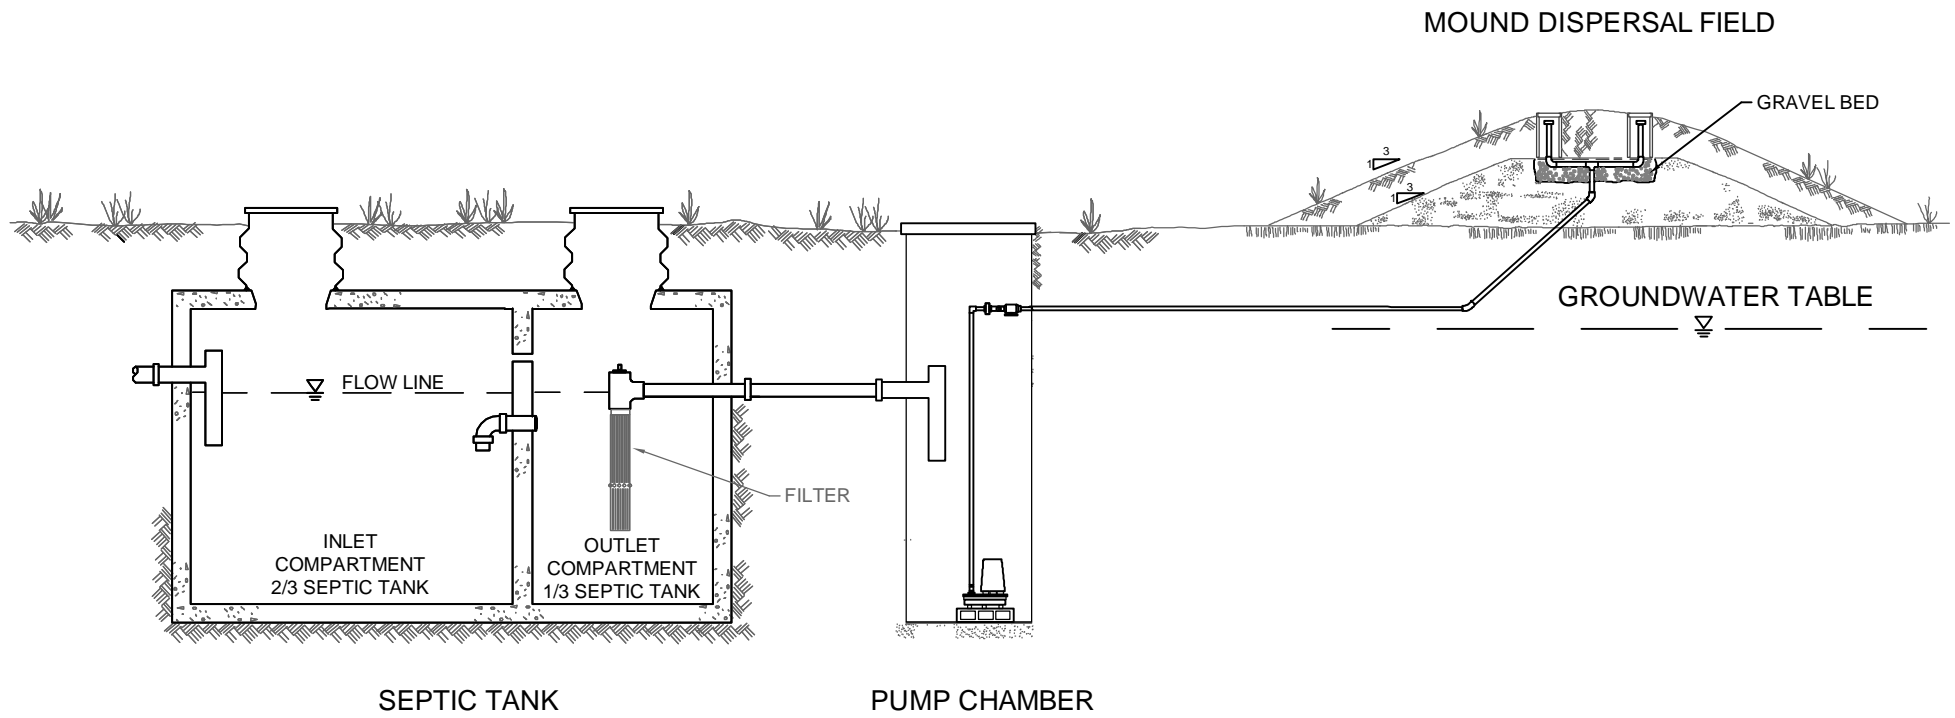 MOUND DISPERSAL FIELD
GRAVEL BED
3
1
3
1
GROUNDWATER TABLE
FLOW LINE
FILTER
INLET
COMPARTMENT
2/3 SEPTIC TANK
OUTLET
COMPARTMENT
1/3 SEPTIC TANK
SEPTIC TANK
PUMP CHAMBER